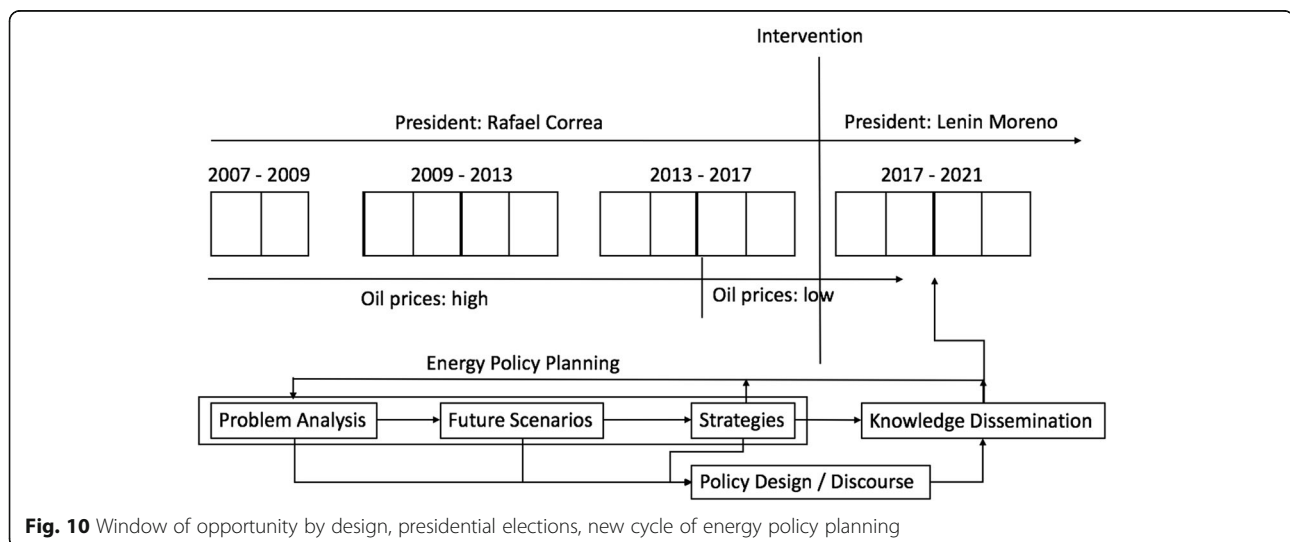 Intervention
President: Rafael Correa
President: Lenin Moreno
2007 - 2009
2009 - 2013
2013 - 2017
2017 - 2021
Oil prices: high
Oil prices: low
Energy Policy Planning
Problem Analysis
Future Scenarios
Strategies
Knowledge Dissemination
Policy Design / Discourse
Fig. 10 Window of opportunity by design, presidential elections, new cycle of energy policy planning